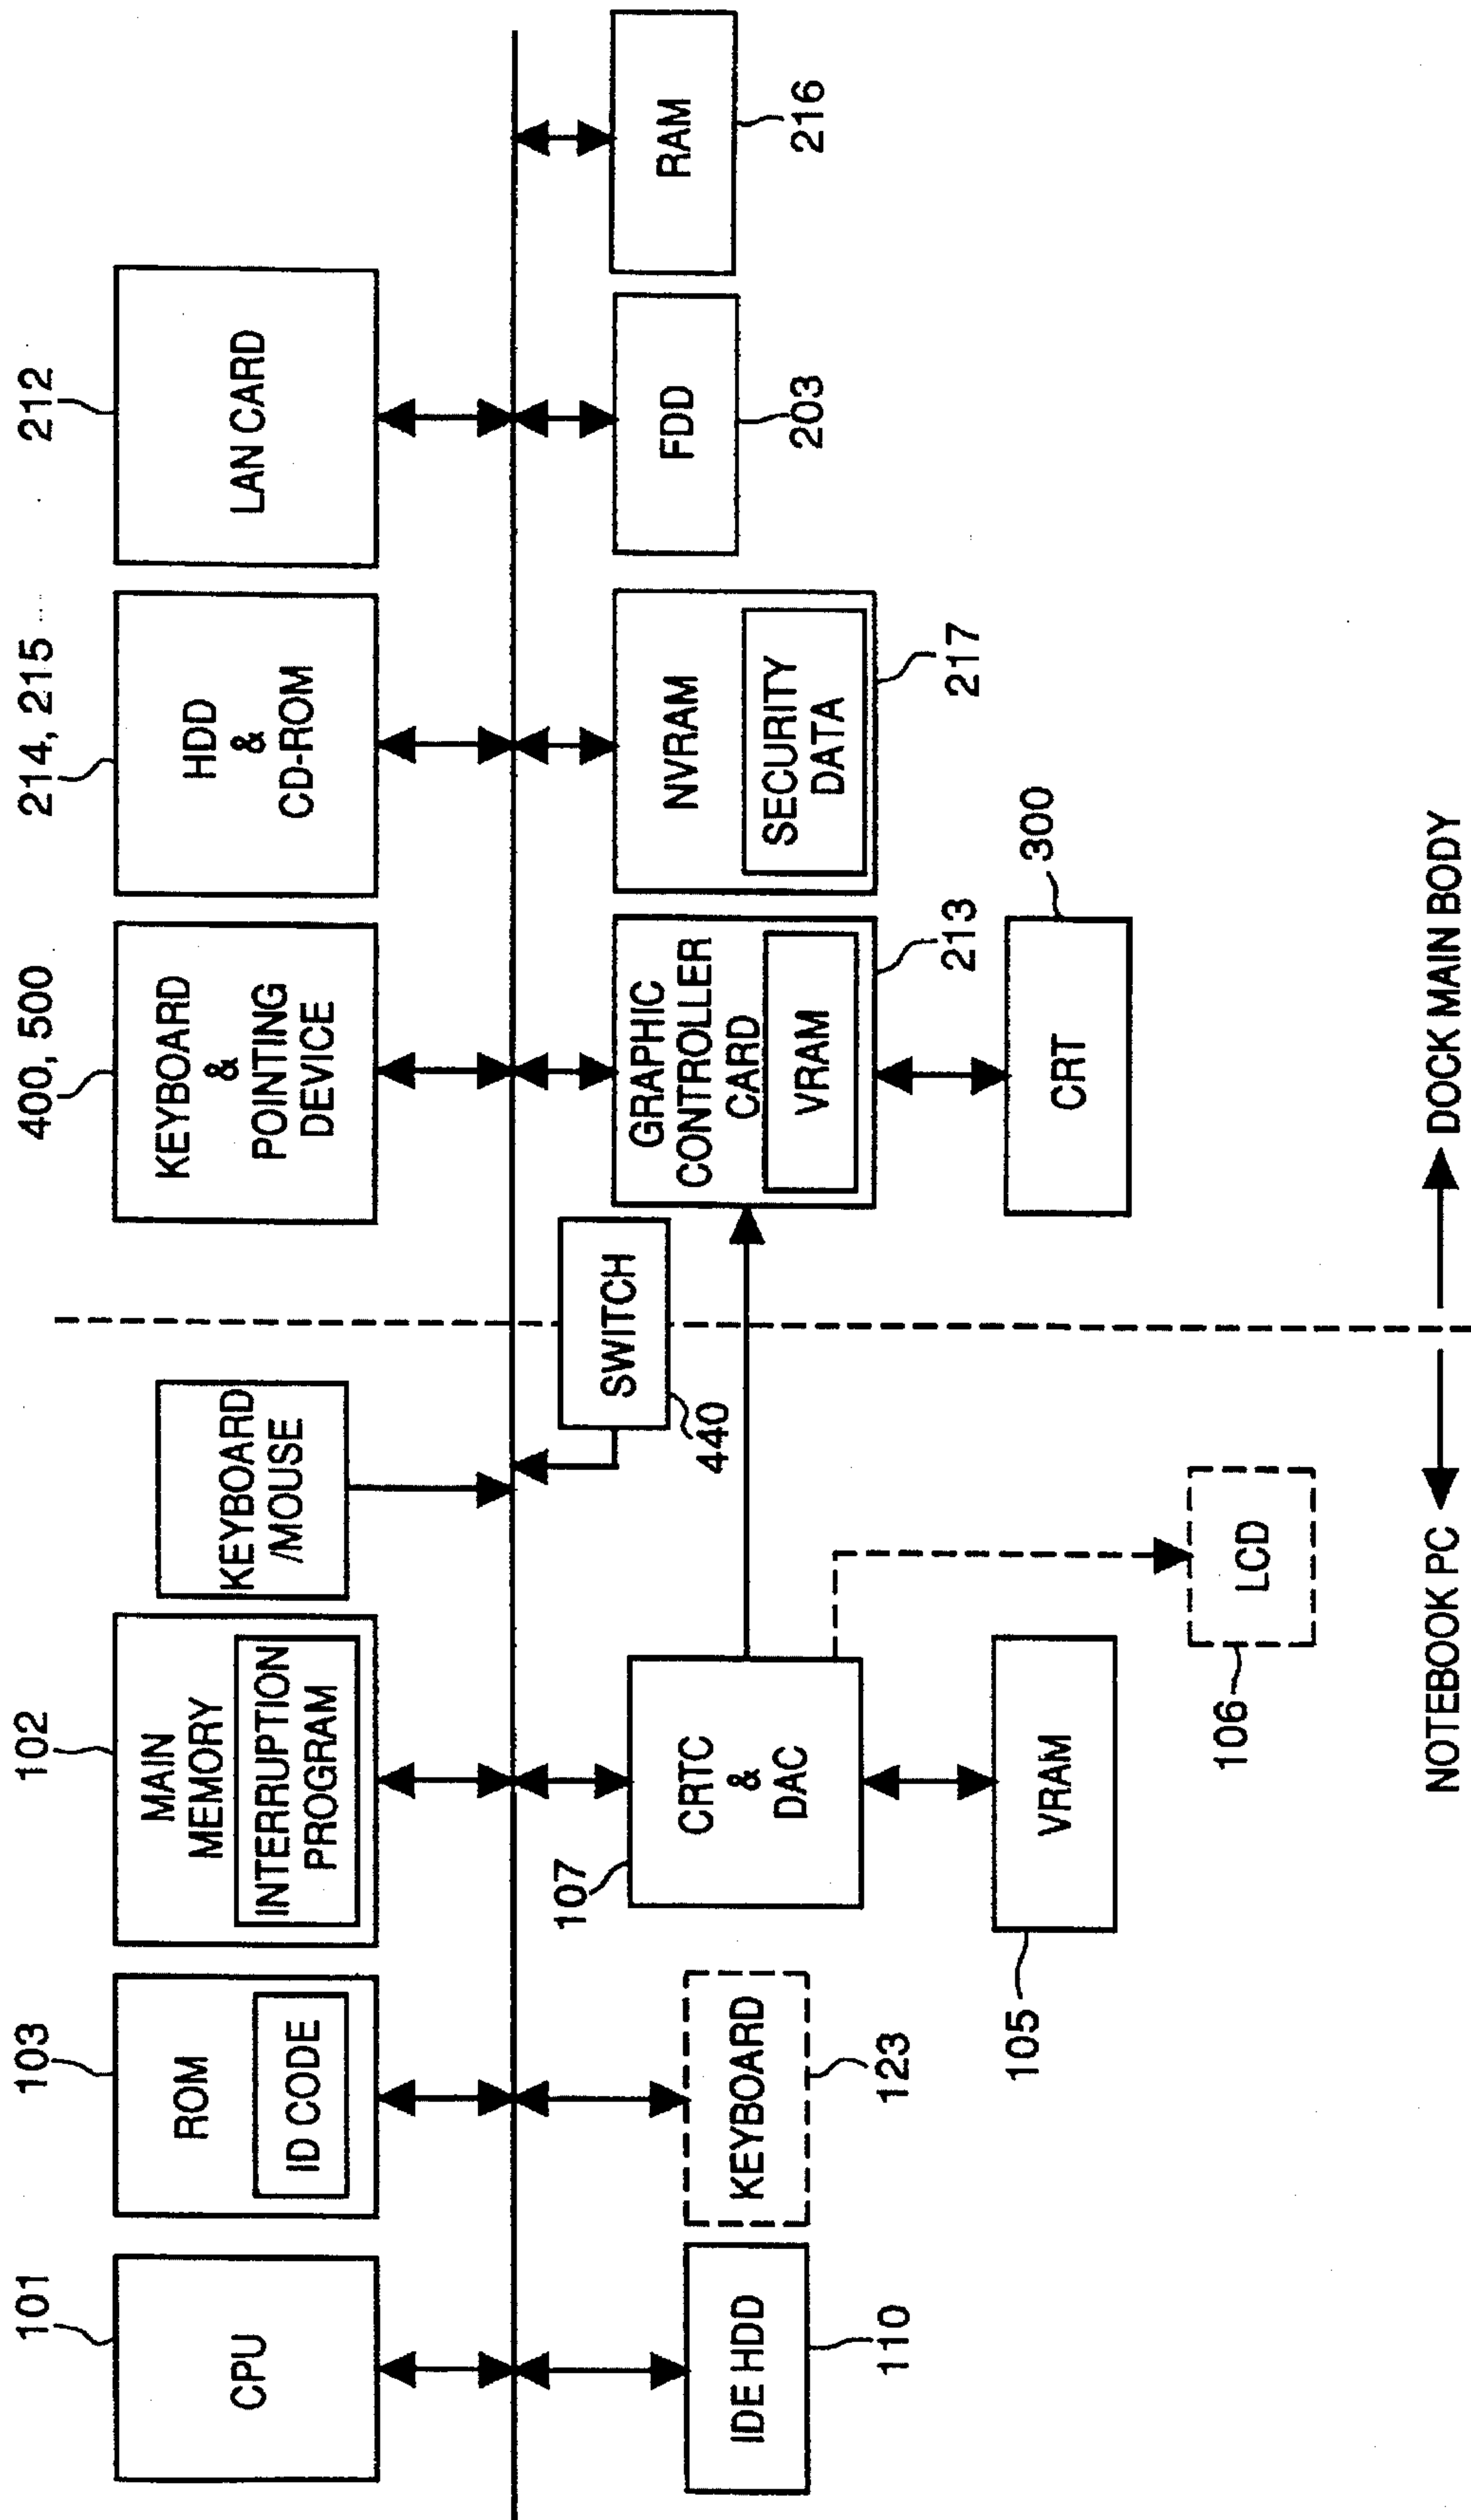 101
103
102
400, 500
214, 215
212
CPU
ROM
ID CODE
MAIN
MEMORY
INTERRUPTION
PROGRAM
KEYBOARD
/MOUSE
KEYBOARD
&
POINTING
DEVICE
HDD
&
CD-ROM
LAN CARD
IDE HDD
110
KEYBOARD
123
107
CRTC
&
DAC
VRAM
105
LCD
106
SWITCH
440
GRAPHIC
CONTROLLER
CARD
VRAM
213
CRT
300
NVRAM
SECURITY
DATA
217
FDD
203
RAM
216
NOTEBOOK PC
DOCK MAIN BODY